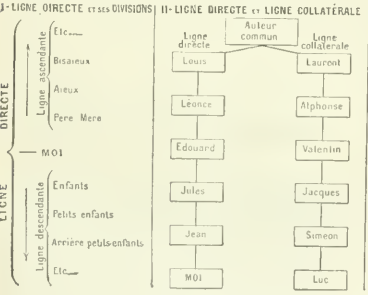 I-LIGNE DIRECTE ET SES DIVISIONS
LIGNE DIRECTE
Ligne ascendante
Etc...
Bisaïeux
Aïeux
Père Mère
MOI
Ligne descendante
Enfants
Petits enfants
Arrière petits-enfants
Etc...
II-LIGNE DIRECTE ET LIGNE COLLATÉRALE
Auteur
commun
Ligne
directe
Ligne
collatérale
Louis
Laurent
Léonce
Alphonse
Edouard
Valentin
Jules
Jacques
Jean
Simeon
MOI
Luc